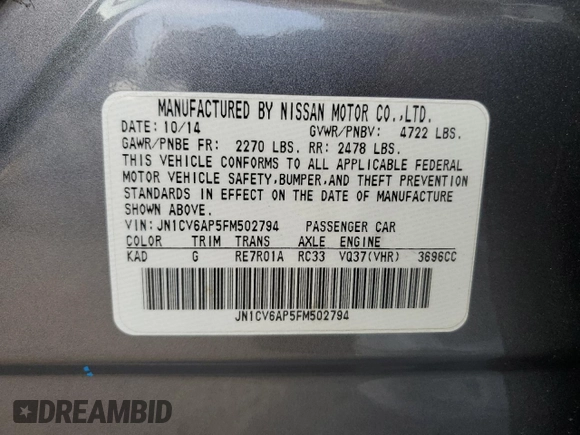 MANUFACTURED BY NISSAN MOTOR CO.,LTD.
DATE: 10/14 GVWR/PNBV: 4722 LBS.
GAWR/PNBE FR: 2270 LBS. RR: 2478 LBS.
THIS VEHICLE CONFORMS TO ALL APPLICABLE FEDERAL
MOTOR VEHICLE SAFETY,BUMPER,AND THEFT PREVENTION
STANDARDS IN EFFECT ON THE DATE OF MANUFACTURE
SHOWN ABOVE.
VIN: JN1CV6AP5FM502794 PASSENGER CAR
COLOR TRIM TRANS AXLE ENGINE
KAD G RE7R01A RC33 VQ37(VHR) 3696CC
JN1CV6AP5FM502794
DREAMBID